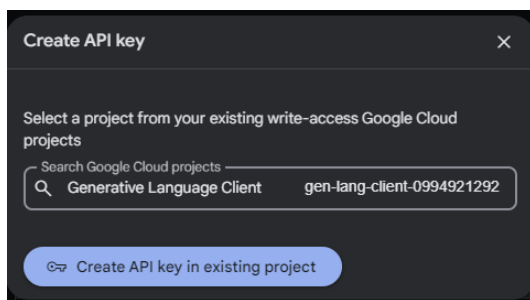 Create API key
Select a project from your existing write-access Google Cloud
projects
Search Google Cloud projects
Generative Language Client gen-lang-client-0994921292
Create API key in existing project